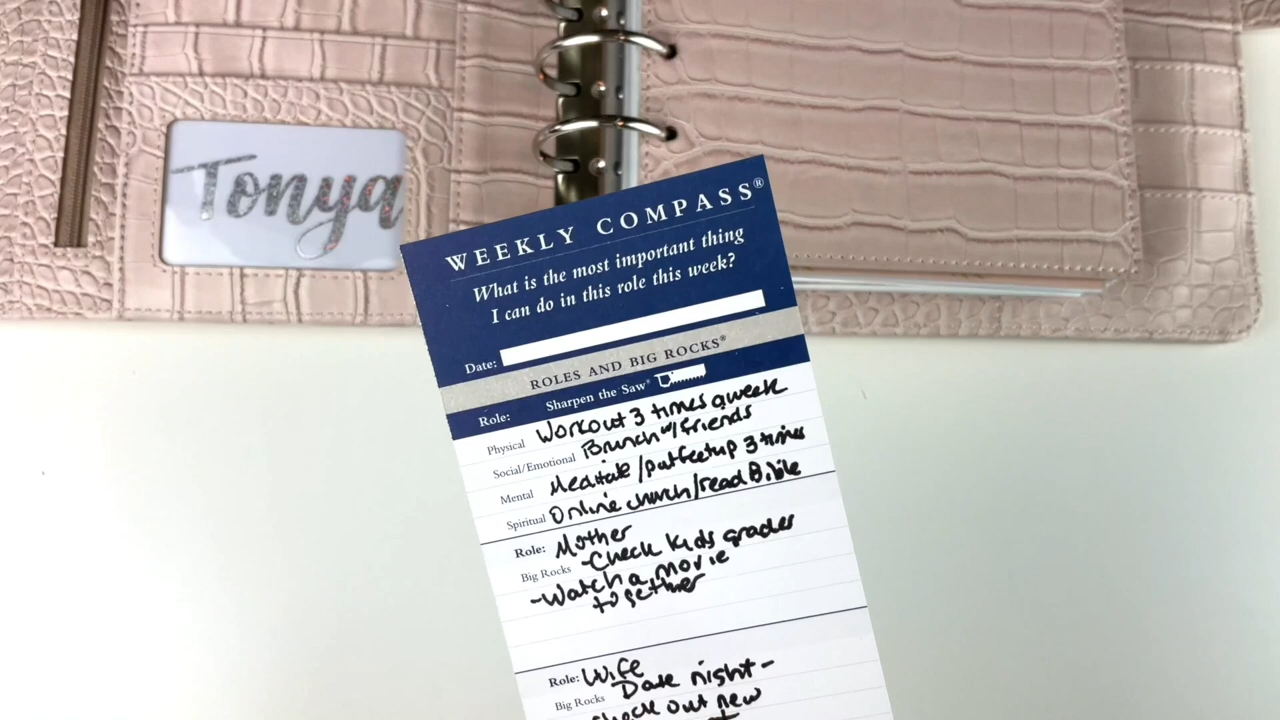 Tonya
WEEKLY COMPASS®
What is the most important thing
I can do in this role this week?
Date:
ROLES AND BIG ROCKS®
Role: Sharpen the Saw®
Physical Workout 3 times a week
Social/Emotional Brunch w/friends
Mental Meditate/put feet up 3 times
Spiritual Online church/read Bible
Role: Mother
Big Rocks -Check kids grades
-Watch a movie
together
Role: Wife
Big Rocks Date night-
check out new